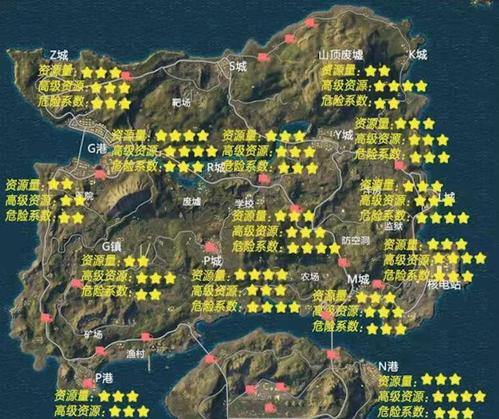 Z城
资源量:
高级资源:
危险系数:
S城
靶场
山顶废墟
资源量:
高级资源:
危险系数:
K城
G港
资源量:
高级资源:
危险系数:
资源量:
高级资源:
危险系数:
R城
Y城
资源量:
高级资源:
危险系数:
资源量:
高级资源:
危险系数:
医院
废墟
学校
资源量:
高级资源:
危险系数:
资源量:
高级资源:
危险系数:
监狱
G镇
资源量:
高级资源:
危险系数:
P城
资源量:
高级资源:
危险系数:
农场
防空洞
资源量:
高级资源:
危险系数:
核电站
M城
资源量:
高级资源:
危险系数:
矿场
渔村
P港
资源量:
高级资源:
危险系数:
N港
资源量:
高级资源:
危险系数: